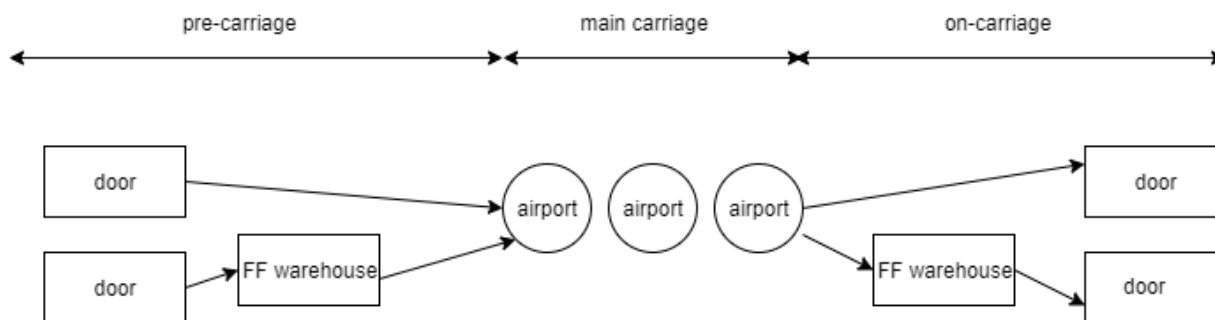 pre-carriage main carriage on-carriage
door airport airport airport door
door FF warehouse FF warehouse door